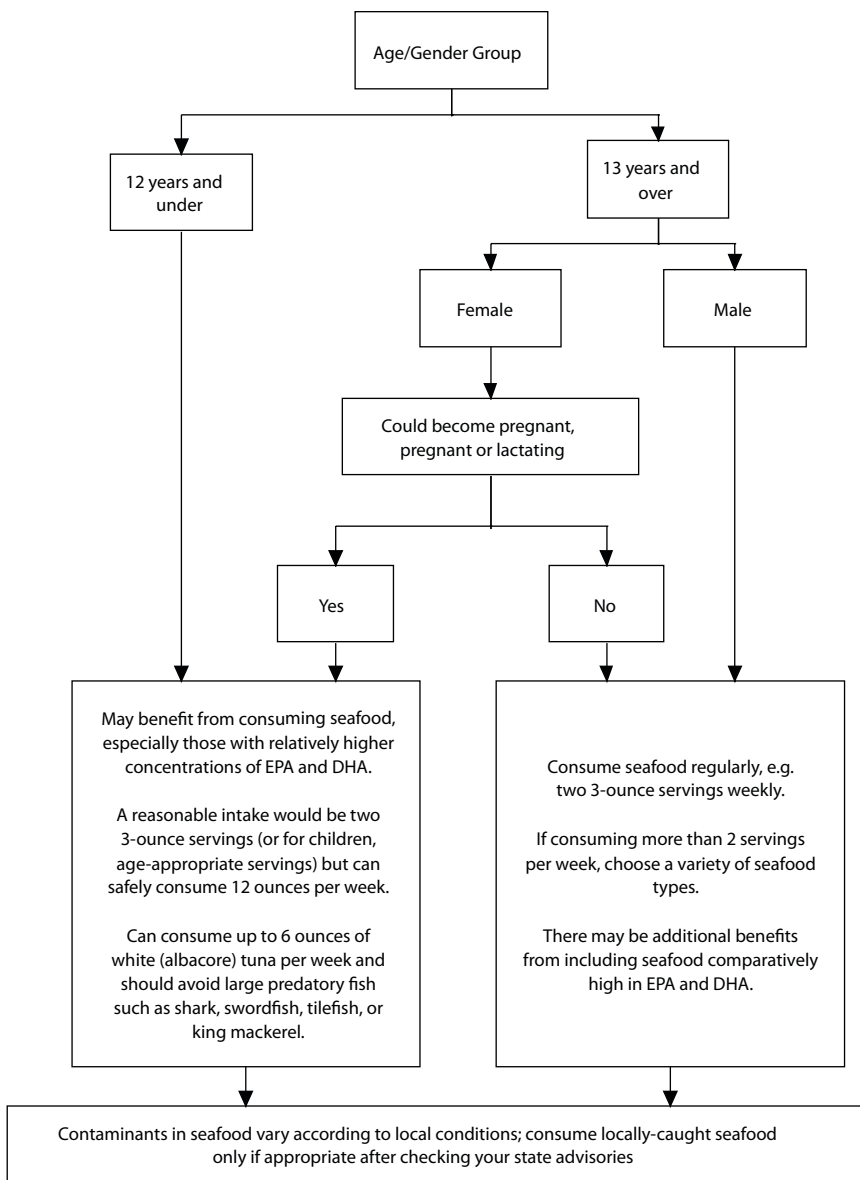 Age/Gender Group
12 years and
under
13 years and
over
Female
Male
Could become pregnant,
pregnant or lactating
Yes
No
May benefit from consuming seafood,
especially those with relatively higher
concentrations of EPA and DHA.
A reasonable intake would be two
3-ounce servings (or for children,
age-appropriate servings) but can
safely consume 12 ounces per week.
Can consume up to 6 ounces of
white (albacore) tuna per week and
should avoid large predatory fish
such as shark, swordfish, tilefish, or
king mackerel.
Consume seafood regularly, e.g.
two 3-ounce servings weekly.
If consuming more than 2 servings
per week, choose a variety of seafood
types.
There may be additional benefits
from including seafood comparatively
high in EPA and DHA.
Contaminants in seafood vary according to local conditions; consume locally-caught seafood
only if appropriate after checking your state advisories